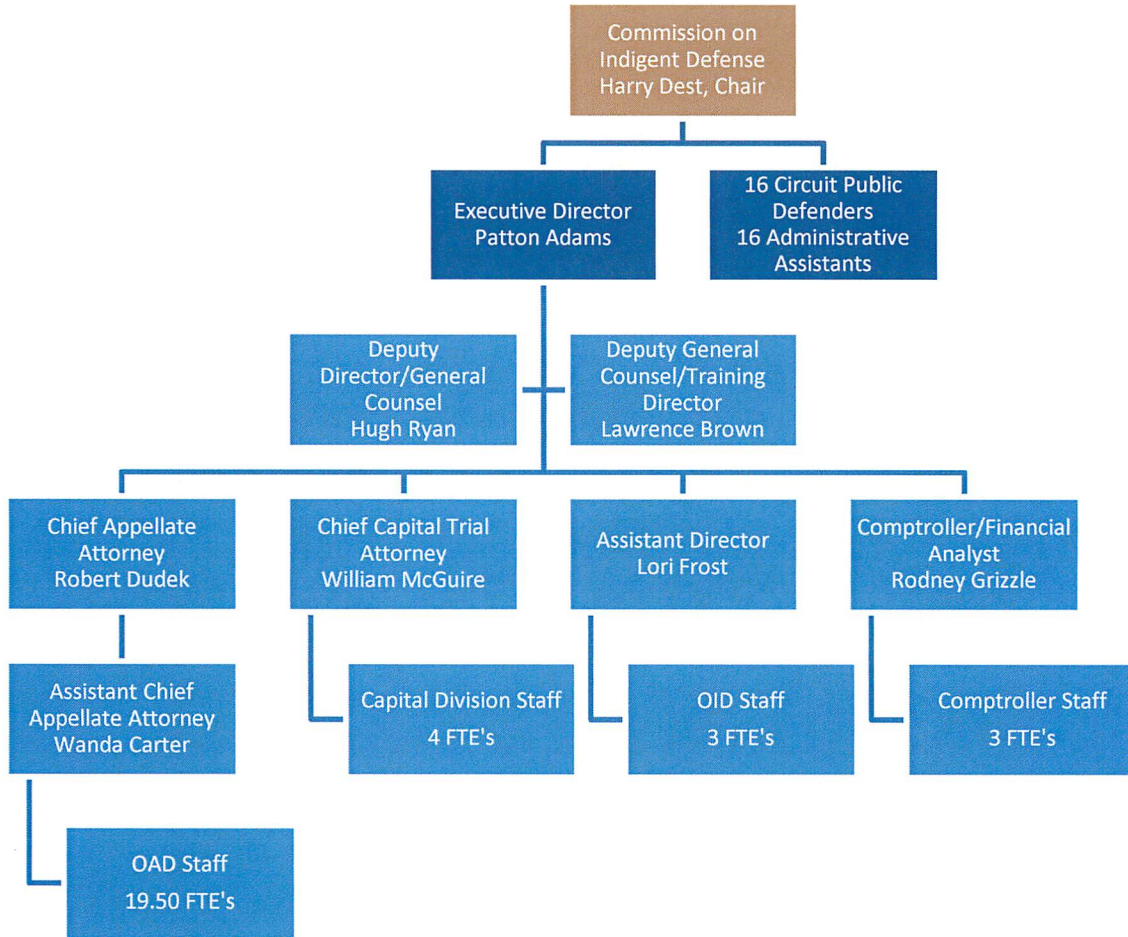 Commission on
Indigent Defense
Harry Dest, Chair
Executive Director
Patton Adams
16 Circuit Public
Defenders
16 Administrative
Assistants
Deputy
Director/General
Counsel
Hugh Ryan
Deputy General
Counsel/Training
Director
Lawrence Brown
Chief Appellate
Attorney
Robert Dudek
Chief Capital Trial
Attorney
William McGuire
Assistant Director
Lori Frost
Comptroller/Financial
Analyst
Rodney Grizzle
Assistant Chief
Appellate Attorney
Wanda Carter
Capital Division Staff
4 FTE's
OID Staff
3 FTE's
Comptroller Staff
3 FTE's
OAD Staff
19.50 FTE's